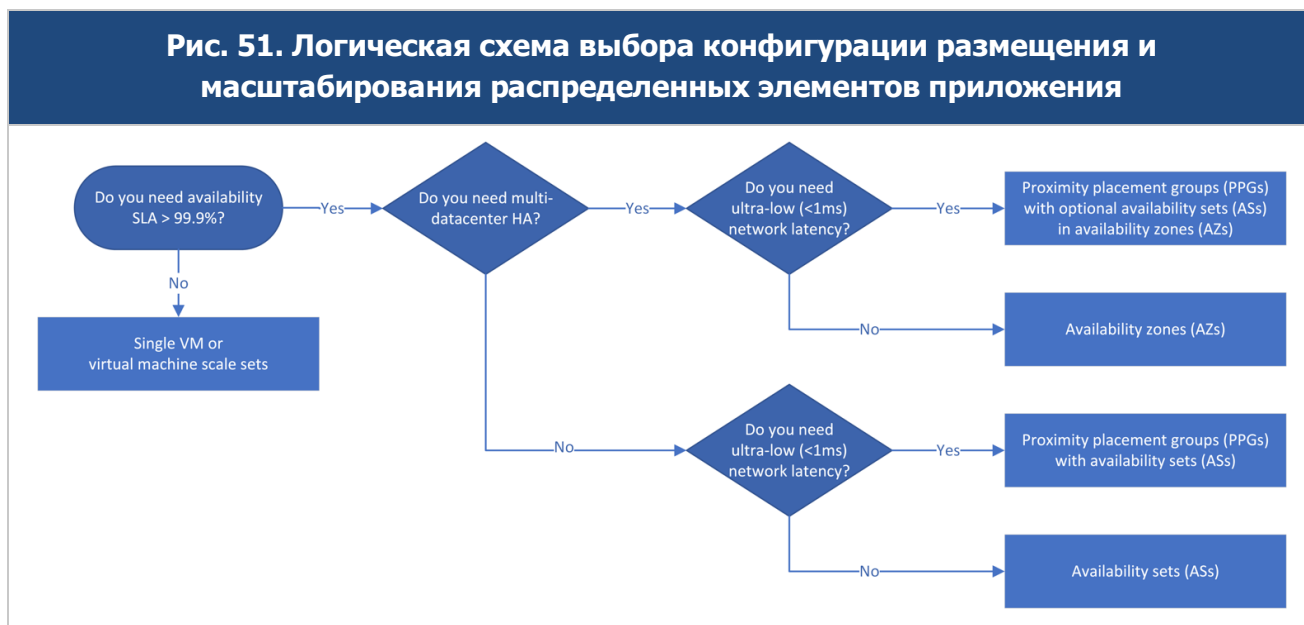 Рис. 51. Логическая схема выбора конфигурации размещения и
масштабирования распределенных элементов приложения
Do you need availability
SLA > 99.9%?
Yes
Do you need multi-
datacenter HA?
Yes
Do you need
ultra-low (<1ms)
network latency?
Yes
Proximity placement groups (PPGs)
with optional availability sets (ASs)
in availability zones (AZs)
No
Single VM or
virtual machine scale sets
No
Availability zones (AZs)
No
Do you need
ultra-low (<1ms)
network latency?
Yes
Proximity placement groups (PPGs)
with availability sets (ASs)
No
Availability sets (ASs)